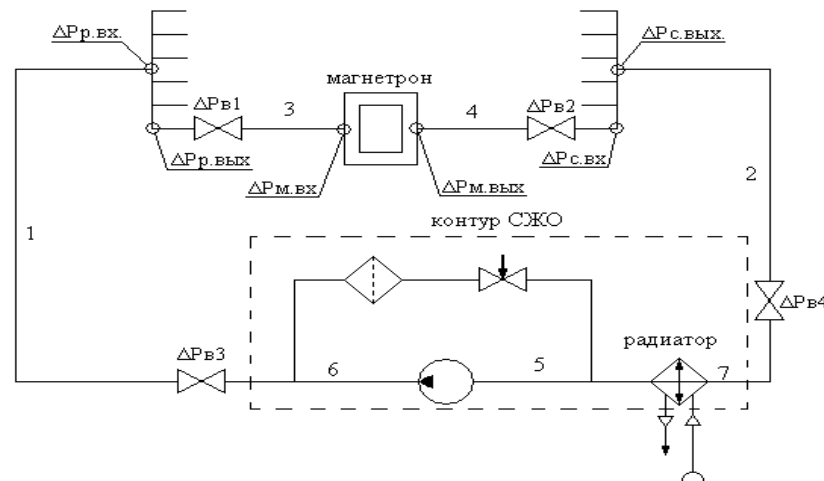 ΔPр.вх.
ΔPс.вых.
магнетрон
ΔPв1
3
4
ΔPв2
ΔPр.вых
ΔPс.вх
ΔPм.вх
ΔPм.вых
2
1
контур СЖО
ΔPв4
радиатор
ΔPв3
6
5
7